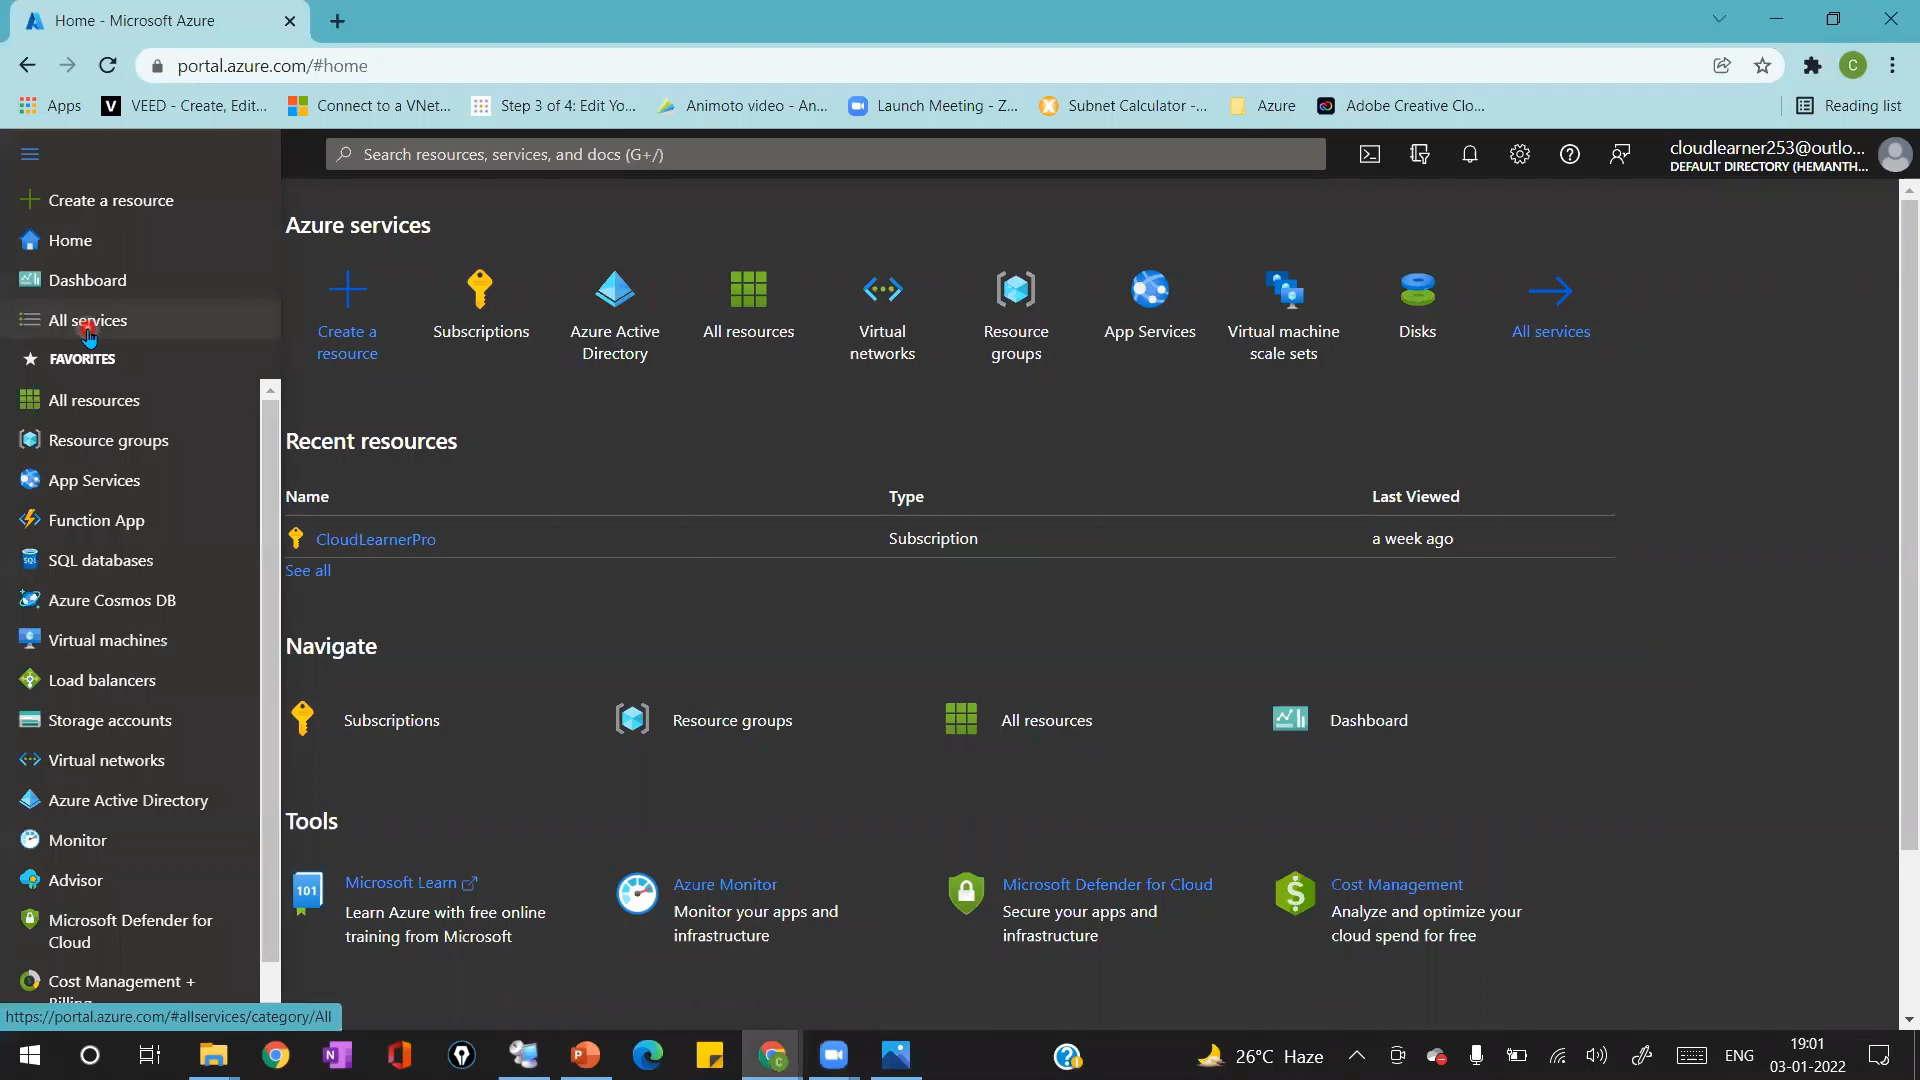 Home - Microsoft Azure
portal.azure.com/#home
Apps
VEED - Create, Edit...
Connect to a VNet...
Step 3 of 4: Edit Yo...
Animoto video - An...
Launch Meeting - Z...
Subnet Calculator -...
Azure
Adobe Creative Clo...
Reading list
Search resources, services, and docs (G+/)
cloudlearner253@outlo...
DEFAULT DIRECTORY (HEMANTH...
C
Create a resource
Home
Dashboard
All services
FAVORITES
All resources
Resource groups
App Services
Function App
SQL databases
Azure Cosmos DB
Virtual machines
Load balancers
Storage accounts
Virtual networks
Azure Active Directory
Monitor
Advisor
Microsoft Defender for
Cloud
Cost Management +
Billing
https://portal.azure.com/#allservices/category/All
Azure services
Create a
resource
Subscriptions
Azure Active
Directory
All resources
Virtual
networks
Resource
groups
App Services
Virtual machine
scale sets
Disks
All services
Recent resources
Name
Type
Last Viewed
CloudLearnerPro
Subscription
a week ago
See all
Navigate
Subscriptions
Resource groups
All resources
Dashboard
Tools
101
Microsoft Learn
Learn Azure with free online
training from Microsoft
Azure Monitor
Monitor your apps and
infrastructure
Microsoft Defender for Cloud
Secure your apps and
infrastructure
Cost Management
Analyze and optimize your
cloud spend for free
26°C Haze
ENG
19:01
03-01-2022